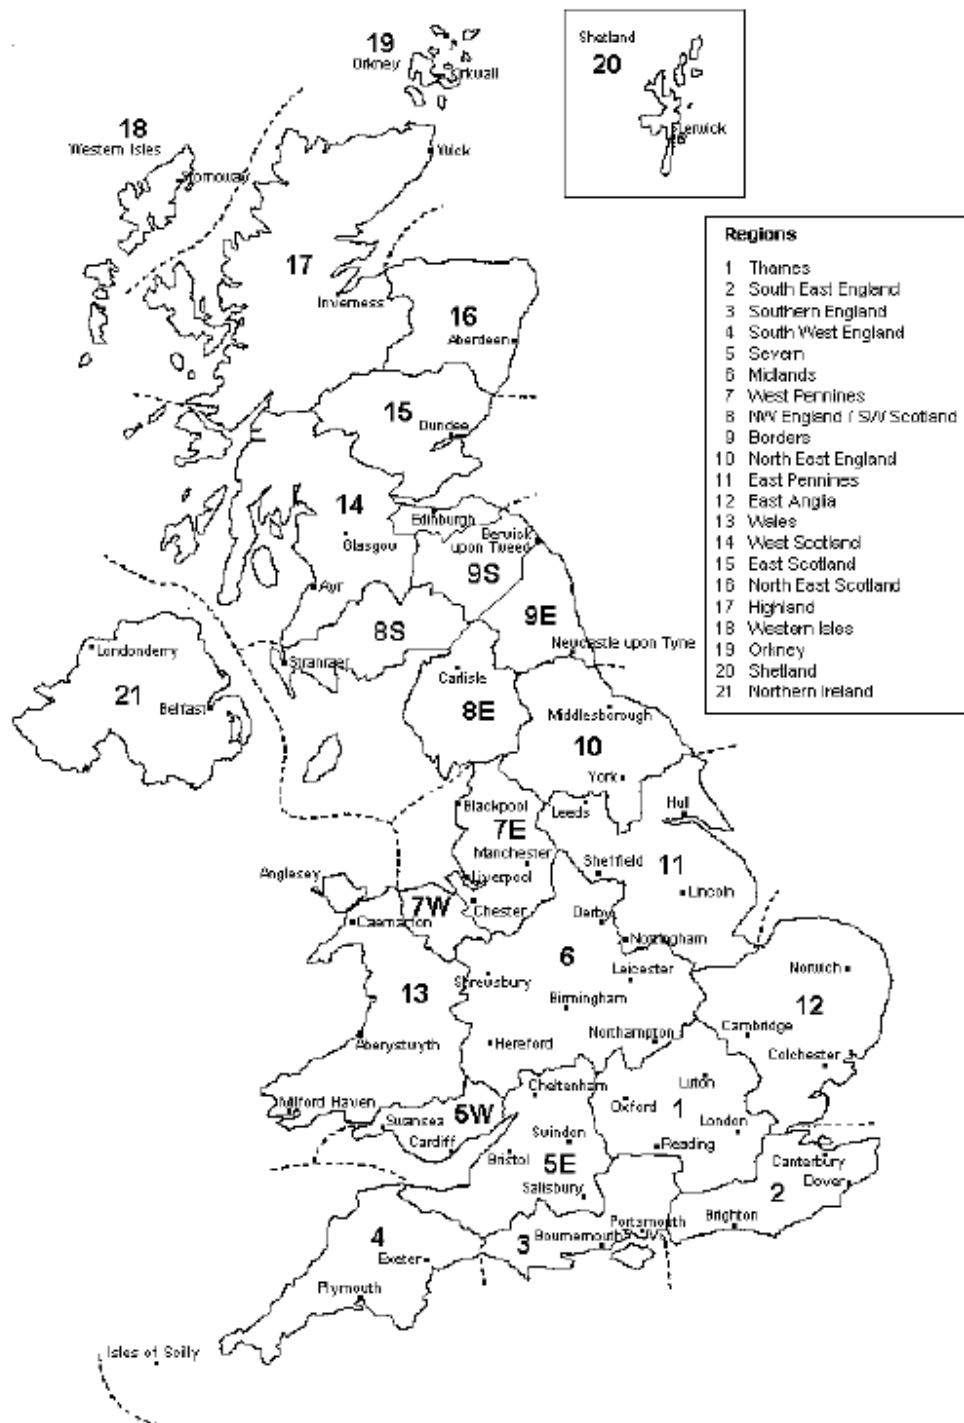 19
Orkney
Kirkwall
Shetland
20
Lerwick
18
Western Isles
Stornoway
Wick
17
Inverness
16
Aberdeen
15
Dundee
14
Glasgow
Edinburgh
Berwick
upon Tweed
9S
Ayr
8S
9E
Newcastle upon Tyne
Stranraer
Londonderry
21
Belfast
Carlisle
8E
Middlesborough
10
York
Leeds
Hull
Blackpool
7E
Manchester
Liverpool
Sheffield
11
Lincoln
Anglesey
7W
Chester
Caernarfon
Derby
Nottingham
6
Leicester
Shrewsbury
Birmingham
Norwich
12
13
Cambridge
Northampton
Hereford
Aberystwyth
Colchester
Cheltenham
Luton
Milford Haven
5W
Oxford
1
London
Swansea
Cardiff
Swindon
Reading
Bristol
5E
Salisbury
Canterbury
Dover
2
Brighton
Portsmouth
Bournemouth
3
4
Exeter
Plymouth
Isles of Scilly
Regions
1 Thames
2 South East England
3 Southern England
4 South West England
5 Severn
6 Midlands
7 West Pennines
8 NW England / SW Scotland
9 Borders
10 North East England
11 East Pennines
12 East Anglia
13 Wales
14 West Scotland
15 East Scotland
16 North East Scotland
17 Highland
18 Western Isles
19 Orkney
20 Shetland
21 Northern Ireland